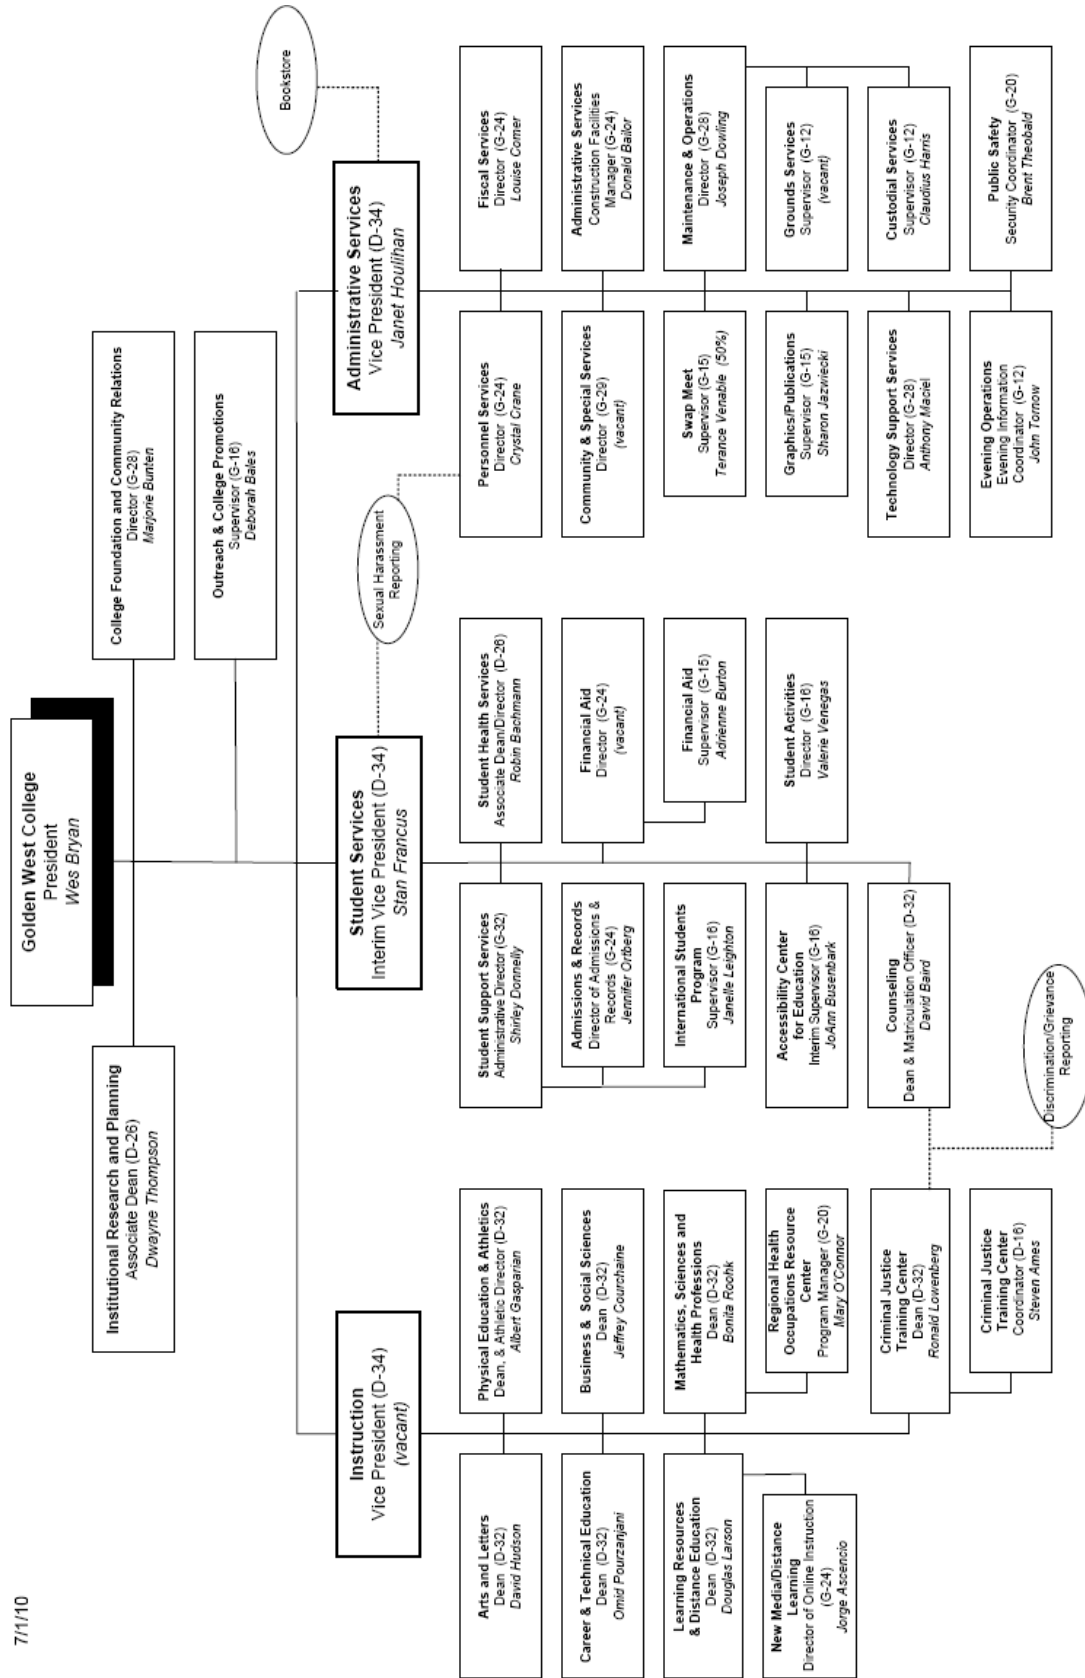 7/1/10
Golden West College
President
Wes Bryan
Institutional Research and Planning
Associate Dean (D-26)
Dwayne Thompson
College Foundation and Community Relations
Director (G-28)
Marjorie Bunten
Outreach & College Promotions
Supervisor (G-16)
Deborah Bales
Instruction
Vice President (D-34)
(vacant)
Arts and Letters
Dean (D-32)
David Hudson
Physical Education & Athletics
Dean, & Athletic Director (D-32)
Albert Gasparian
Career & Technical Education
Dean (D-32)
Omid Pourzanjani
Business & Social Sciences
Dean (D-32)
Jeffrey Courchaine
Learning Resources
& Distance Education
Dean (D-32)
Douglas Larson
Mathematics, Sciences and
Health Professions
Dean (D-32)
Bonita Roohk
New Media/Distance
Learning
Director of Online Instruction
(G-24)
Jorge Ascencio
Regional Health
Occupations Resource
Center
Program Manager (G-20)
Mary O'Connor
Criminal Justice
Training Center
Dean (D-32)
Ronald Lowenberg
Criminal Justice
Training Center
Coordinator (D-16)
Steven Ames
Student Services
Interim Vice President (D-34)
Stan Francus
Student Support Services
Administrative Director (G-32)
Shirley Donnelly
Student Health Services
Associate Dean/Director (D-26)
Robin Bachmann
Admissions & Records
Director of Admissions &
Records (G-24)
Jennifer Ortberg
Financial Aid
Director (G-24)
(vacant)
International Students
Program
Supervisor (G-16)
Janelle Leighton
Financial Aid
Supervisor (G-15)
Adrienne Burton
Accessibility Center
for Education
Interim Supervisor (G-16)
JoAnn Busenbark
Student Activities
Director (G-16)
Valerie Venegas
Counseling
Dean & Matriculation Officer (D-32)
David Baird
Discrimination/Grievance
Reporting
Sexual Harassment
Reporting
Administrative Services
Vice President (D-34)
Janet Houlihan
Bookstore
Personnel Services
Director (G-24)
Crystal Crane
Fiscal Services
Director (G-24)
Louise Comer
Community & Special Services
Director (G-29)
(vacant)
Administrative Services
Construction Facilities
Manager (G-24)
Donald Bailor
Swap Meet
Supervisor (G-15)
Terance Venable (50%)
Maintenance & Operations
Director (G-28)
Joseph Dowling
Graphics/Publications
Supervisor (G-15)
Sharon Jazwiecki
Grounds Services
Supervisor (G-12)
(vacant)
Technology Support Services
Director (G-28)
Anthony Maciel
Custodial Services
Supervisor (G-12)
Claudius Harris
Evening Operations
Evening Information
Coordinator (G-12)
John Tornow
Public Safety
Security Coordinator (G-20)
Brent Theobald